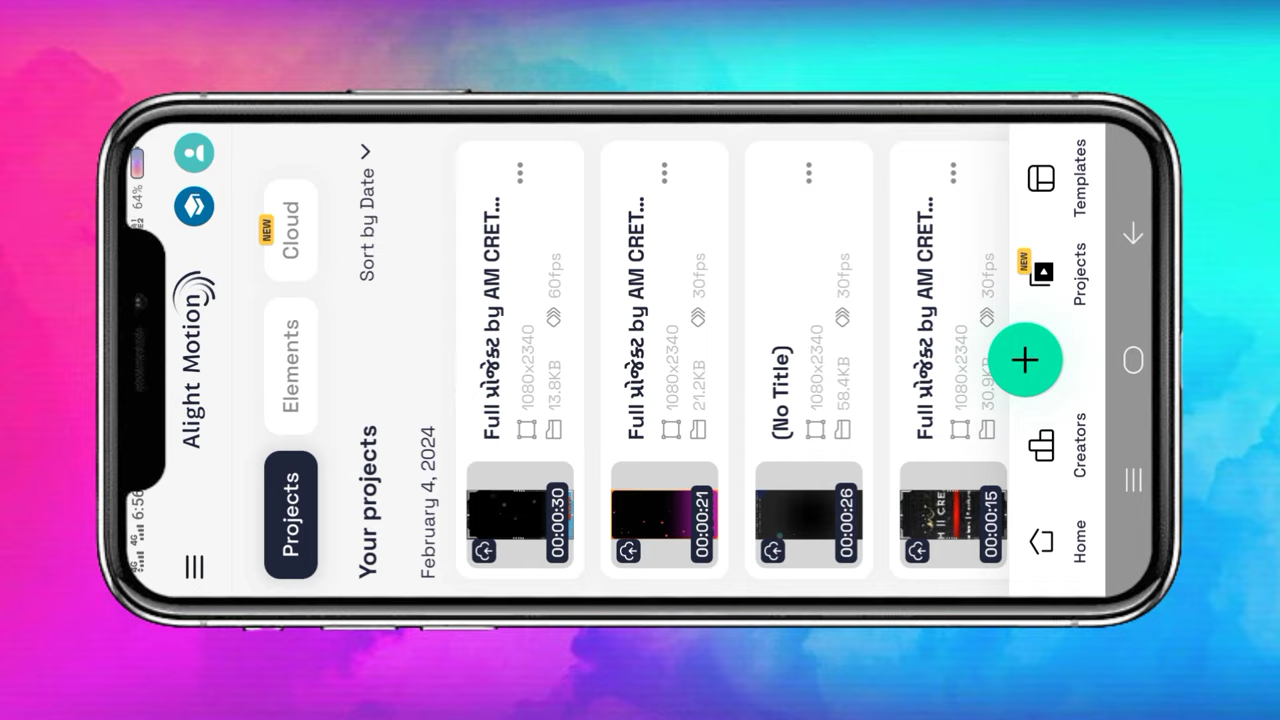 6:56
64%
Alight Motion
Projects
Elements
Cloud
NEW
Your projects
Sort by Date
February 4, 2024
Full પ્રોજેક્ટ by AM CRET...
1080x2340
13.8KB
60fps
00:00:30
Full પ્રોજેક્ટ by AM CRET...
1080x2340
21.2KB
30fps
00:00:21
(No Title)
1080x2340
58.4KB
30fps
00:00:26
Full પ્રોજેક્ટ by AM CRET...
1080x2340
30.9KB
30fps
00:00:15
Home
Creators
NEW
Projects
Templates